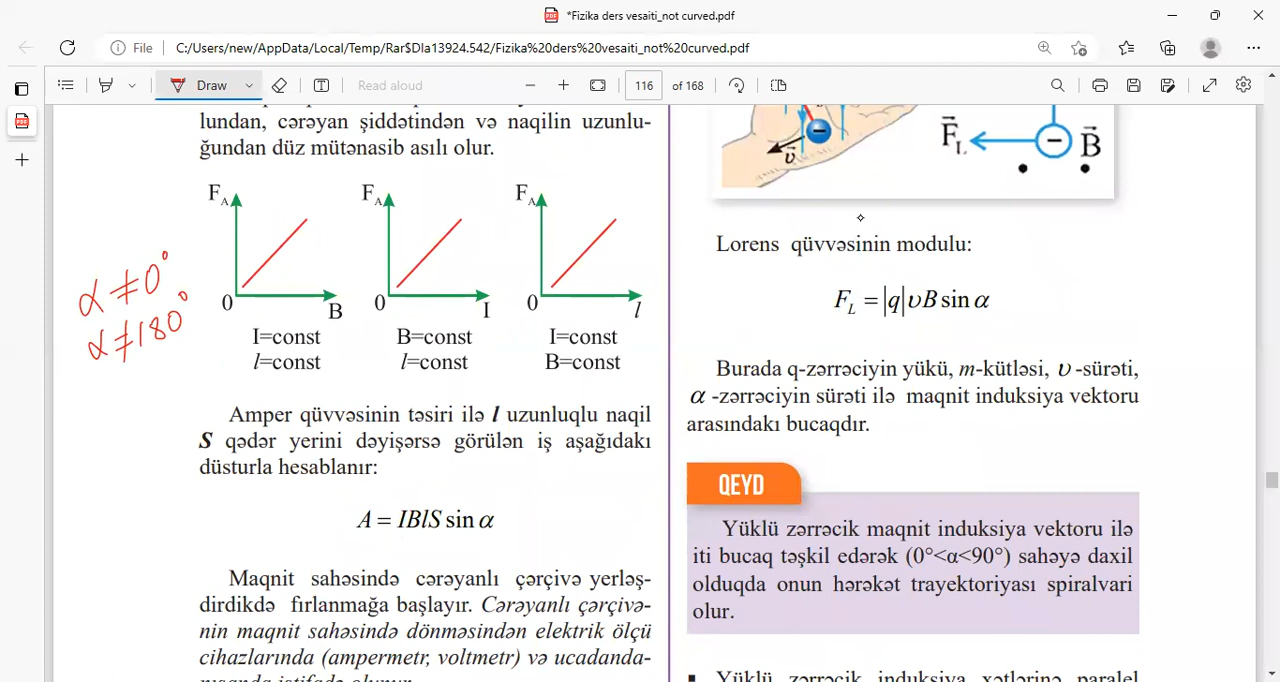 *Fizika ders vesaiti_not curved.pdf
File
C:/Users/new/AppData/Local/Temp/Rar$DIa13924.542/Fizika%20ders%20vesaiti_not%20curved.pdf
Draw
Read aloud
116 of 168
lundan, cərəyan şiddətindən və naqilin uzunlu-
ğundan düz mütənasib asılı olur.
F_A F_A F_A
0 B 0 I 0 l
I=const B=const I=const
l=const l=const B=const
α ≠ 0°
α ≠ 180°
Amper qüvvəsinin təsiri ilə l uzunluqlu naqil
S qədər yerini dəyişərsə görülən iş aşağıdakı
düsturla hesablanır:
A = IBlS sin α
Maqnit sahəsində cərəyanlı çərçivə yerləş-
dirdikdə fırlanmağa başlayır. Cərəyanlı çərçivə-
nin maqnit sahəsində dönməsindən elektrik ölçü
cihazlarında (ampermetr, voltmetr) və ucadanda-
F⃗_L B⃗
υ⃗
Lorens qüvvəsinin modulu:
F_L = |q|υB sin α
Burada q-zərrəciyin yükü, m-kütləsi, υ -sürəti,
α -zərrəciyin sürəti ilə maqnit induksiya vektoru
arasındakı bucaqdır.
QEYD
Yüklü zərrəcik maqnit induksiya vektoru ilə
iti bucaq təşkil edərək (0°<α<90°) sahəyə daxil
olduqda onun hərəkət trayektoriyası spiralvari
olur.
Yüklü zərrəcik induksiya xətlərinə paralel